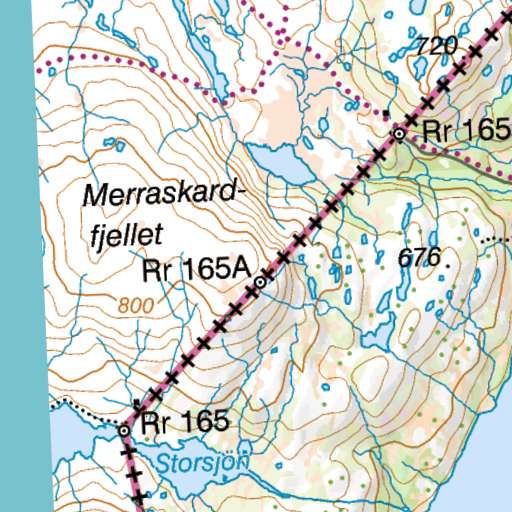 720
Rr 165
Merraskard-
fjellet
676
Rr 165A
800
Rr 165
Storsjön